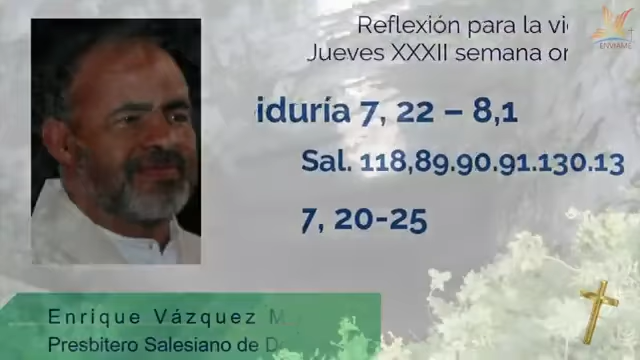 Reflexión para la vi
Jueves XXXII semana or
ENVIAME
iduría 7, 22 – 8,1
Sal. 118,89.90.91.130.13
7, 20-25
Enrique Vázquez M
Presbitero Salesiano de D